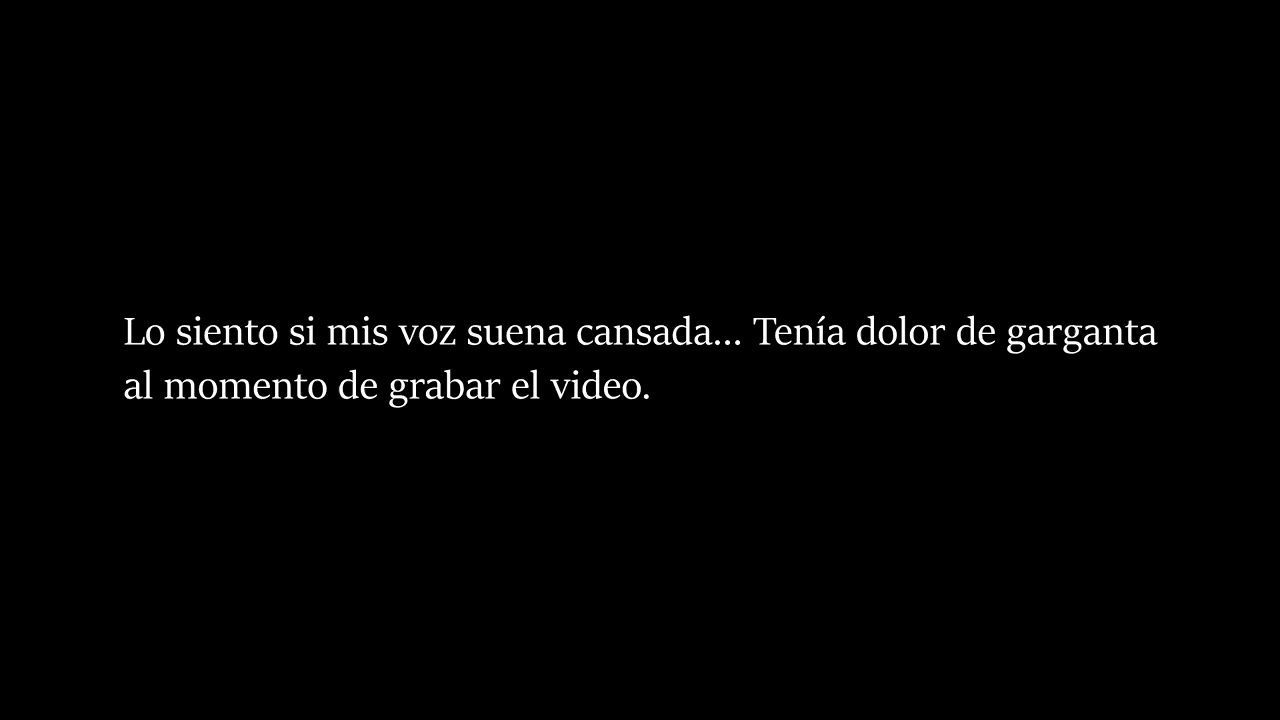 Lo siento si mis voz suena cansada... Tenía dolor de garganta
al momento de grabar el video.